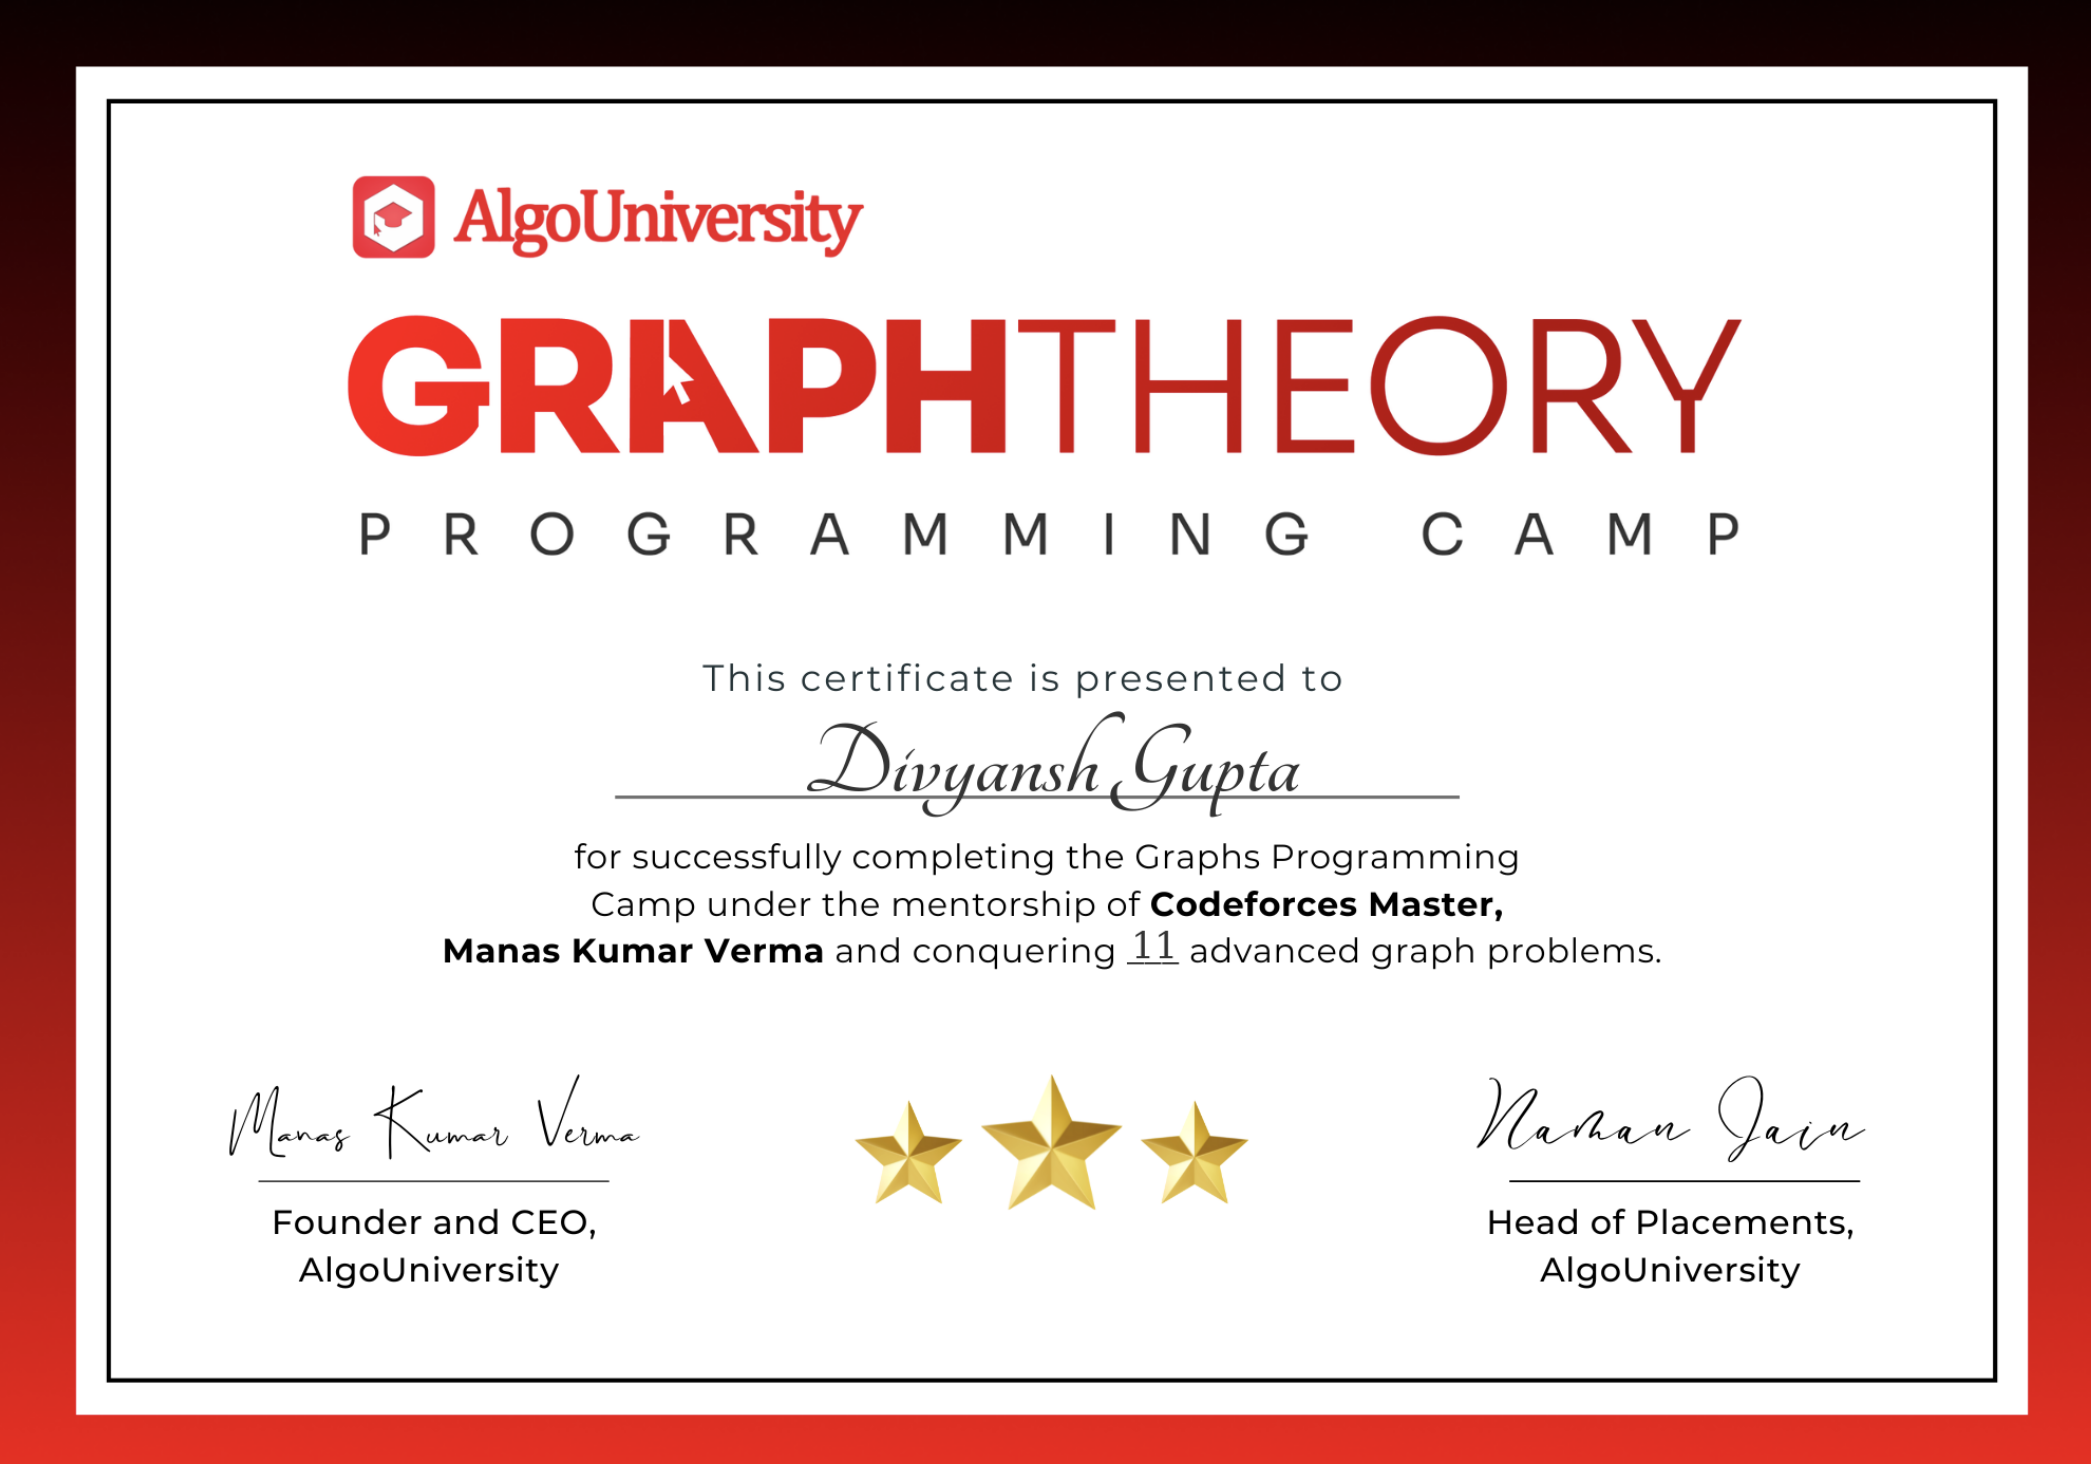 AlgoUniversity
GRAPHTHEORY
PROGRAMMING CAMP
This certificate is presented to
Divyansh Gupta
for successfully completing the Graphs Programming
Camp under the mentorship of Codeforces Master,
Manas Kumar Verma and conquering 11 advanced graph problems.
Manas Kumar Verma
Founder and CEO,
AlgoUniversity
Naman Jain
Head of Placements,
AlgoUniversity